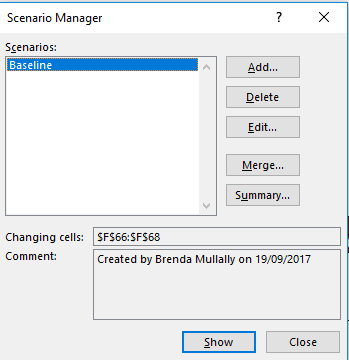 Scenario Manager ? ×
Scenarios:
Baseline
Add...
Delete
Edit...
Merge...
Summary...
Changing cells: $F$66:$F$68
Comment: Created by Brenda Mullally on 19/09/2017
Show Close